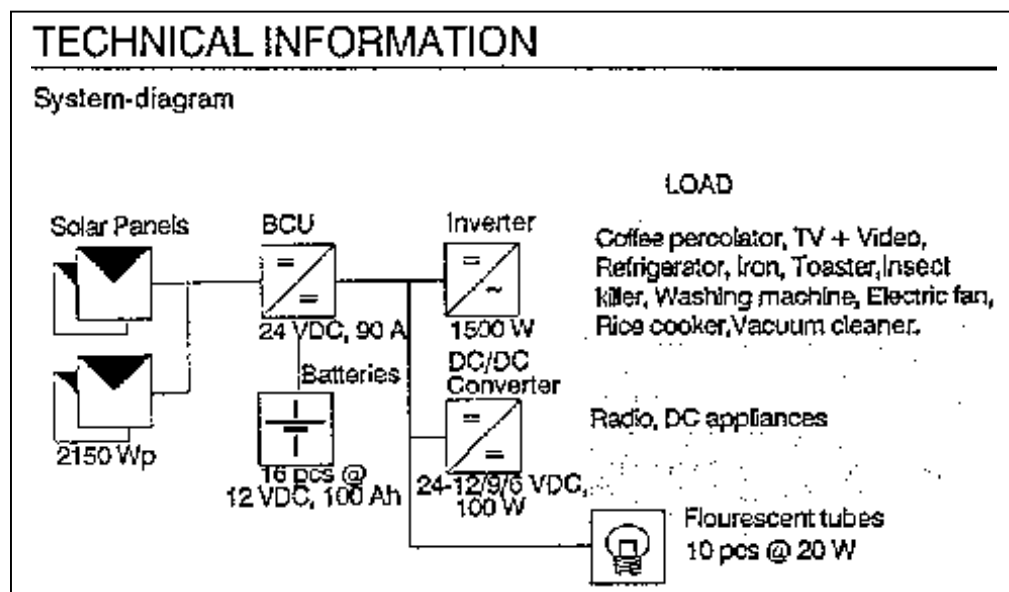 TECHNICAL INFORMATION
System-diagram
LOAD
Solar Panels
BCU
Inverter
Coffee percolator, TV + Video,
Refrigerator, Iron, Toaster,Insect
killer, Washing machine, Electric fan,
Rice cooker,Vacuum cleaner.
24 VDC, 90 A
1500 W
Batteries
DC/DC
Converter
Radio, DC appliances
2150 Wp
16 pcs @
12 VDC, 100 Ah
24-12/9/6 VDC,
100 W
Flourescent tubes
10 pcs @ 20 W